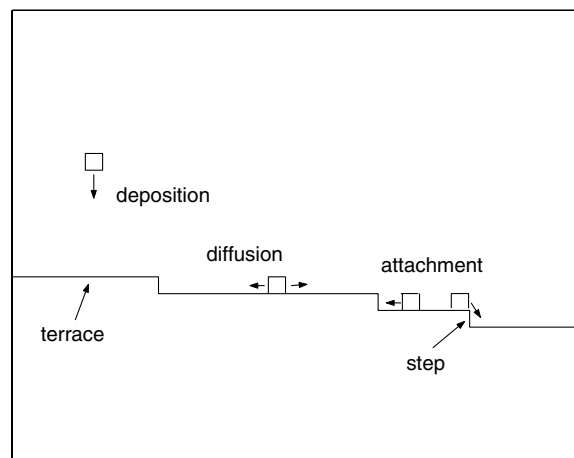 deposition
diffusion
attachment
terrace
step